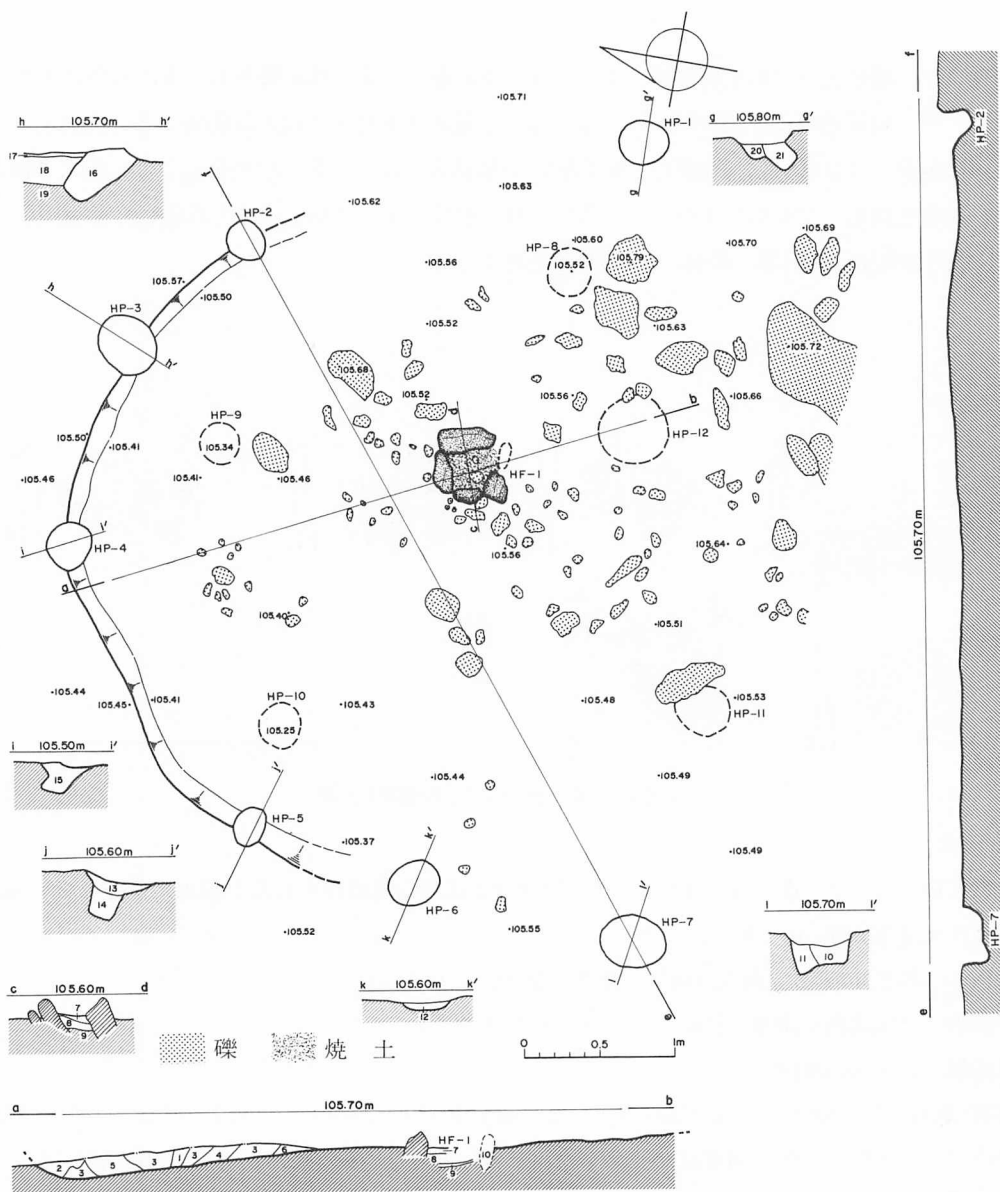 105.71
g'
HP-1
g
h 105.70m h'
17
18
16
19
g 105.80m g'
20
21
f
HP-2
f
105.62
HP-2
105.63
HP-8
105.60
105.52
105.79
105.70
105.69
105.57
105.50
105.56
HP-3
h
h'
105.52
105.63
105.72
105.68
105.52
105.56
105.66
d
b
HP-12
HP-9
105.34
105.50
105.41
105.46
105.41
105.46
HF-1
c
i
i'
HP-4
a
105.56
105.64
105.40
105.51
105.70m
105.44
105.45
105.41
HP-10
105.25
105.43
105.48
105.53
HP-11
i 105.50m i'
15
j'
105.44
105.49
HP-5
j
105.37
k'
105.49
j 105.60m j'
13
14
HP-6
k
105.52
105.55
l'
HP-7
l
e
l 105.70m l'
11
10
HP-7
e
c 105.60m d
7
8
9
k 105.60m k'
12
礫 焼土
0 0.5 1m
a 105.70m b
HF-1
2 3 5 3 1 3 4 3 6 7 8 9 10